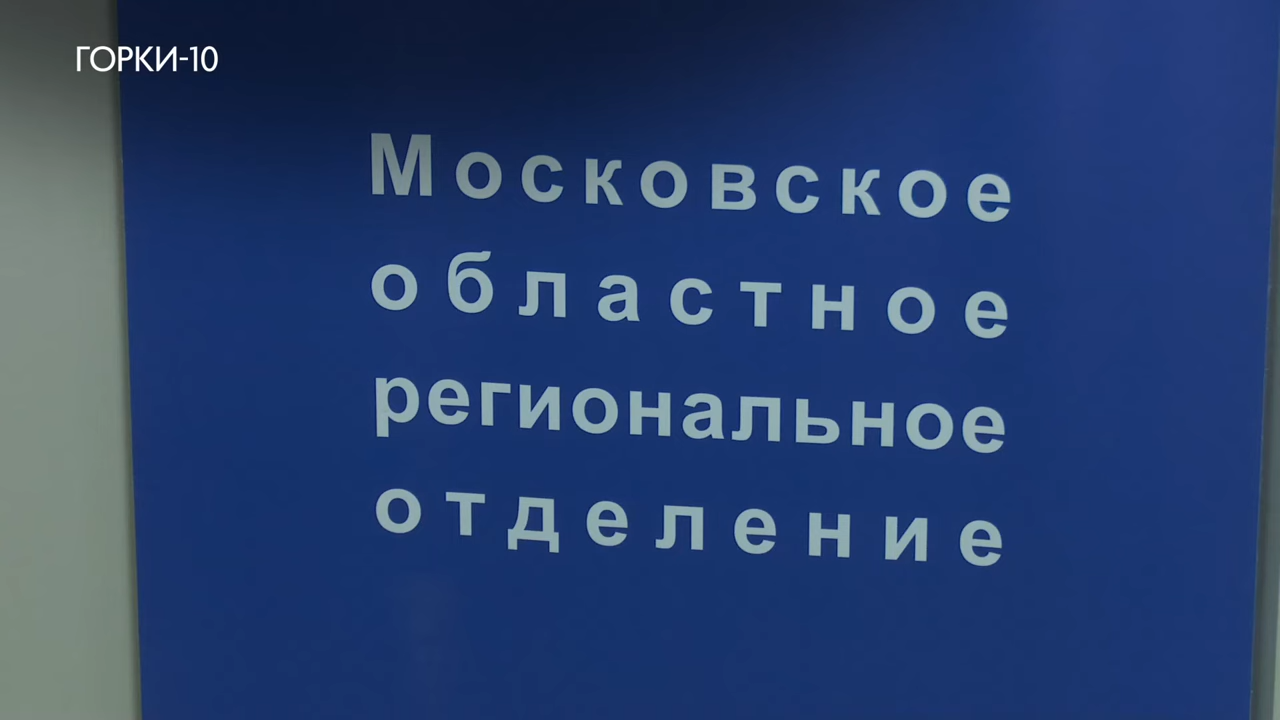 ГОРКИ-10
Московское
областное
региональное
отделение